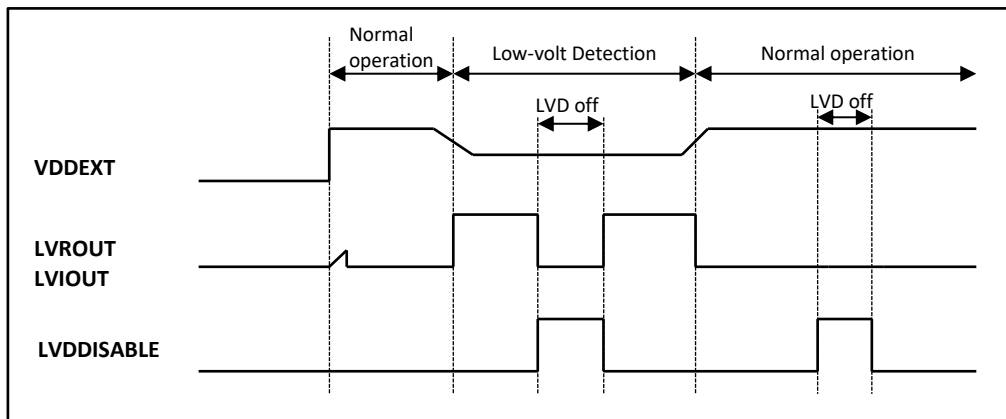 Normal
operation
Low-volt Detection
Normal operation
LVD off
LVD off
VDDEXT
LVROUT
LVIOUT
LVDDISABLE